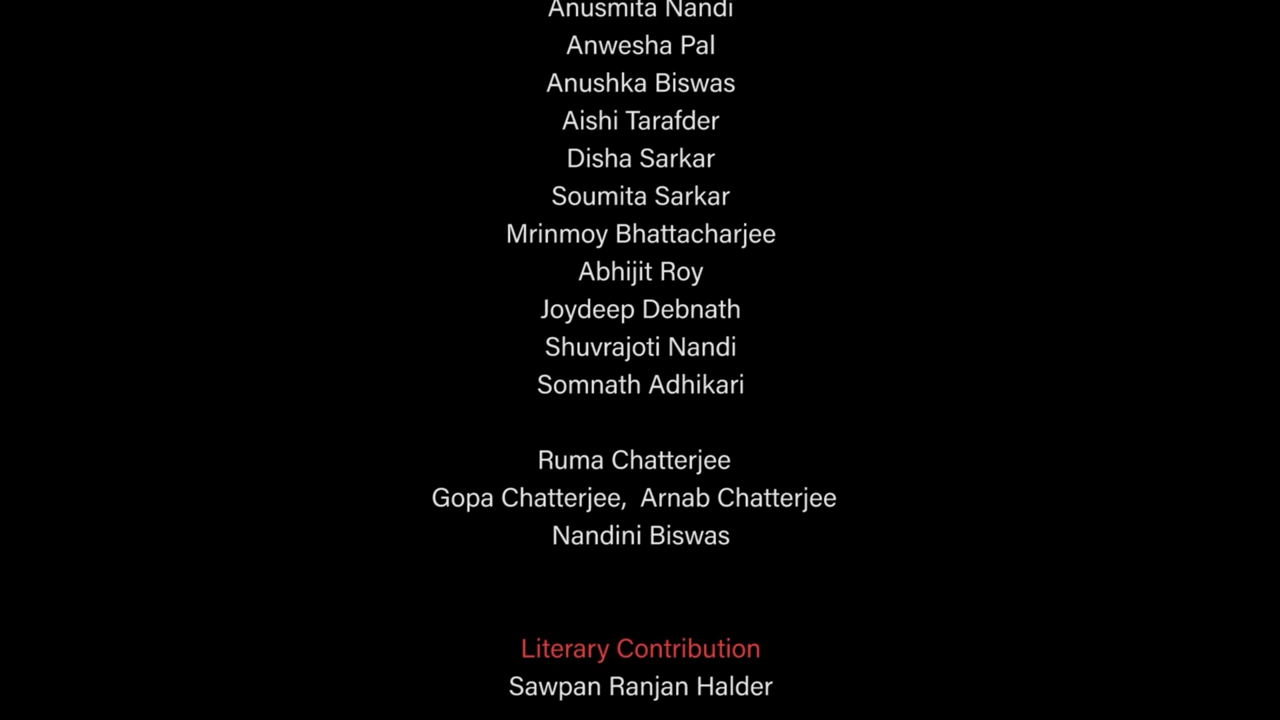 Anusmita Nandi
Anwesha Pal
Anushka Biswas
Aishi Tarafder
Disha Sarkar
Soumita Sarkar
Mrinmoy Bhattacharjee
Abhijit Roy
Joydeep Debnath
Shuvrajoti Nandi
Somnath Adhikari
Ruma Chatterjee
Gopa Chatterjee,  Arnab Chatterjee
Nandini Biswas
Literary Contribution
Sawpan Ranjan Halder